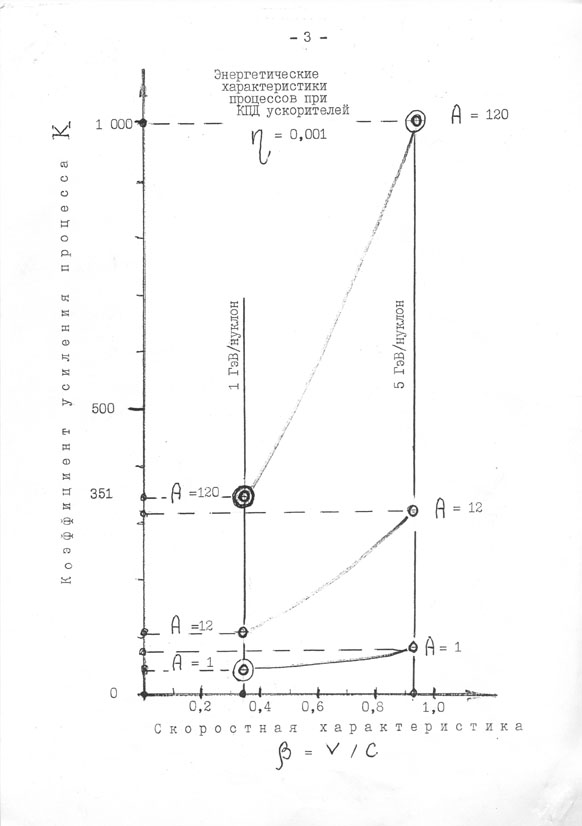 - 3 -
Энергетические
характеристики
процессов при
КПД ускорителей
η = 0,001
Коэффициент усиления процесса K
1 000
500
351
0
A = 120
1 ГэВ/нуклон
5 ГэВ/нуклон
A =120
A = 12
A =12
A = 1
A = 1
0,2
0,4
0,6
0,8
1,0
Скоростная характеристика
β = V / C